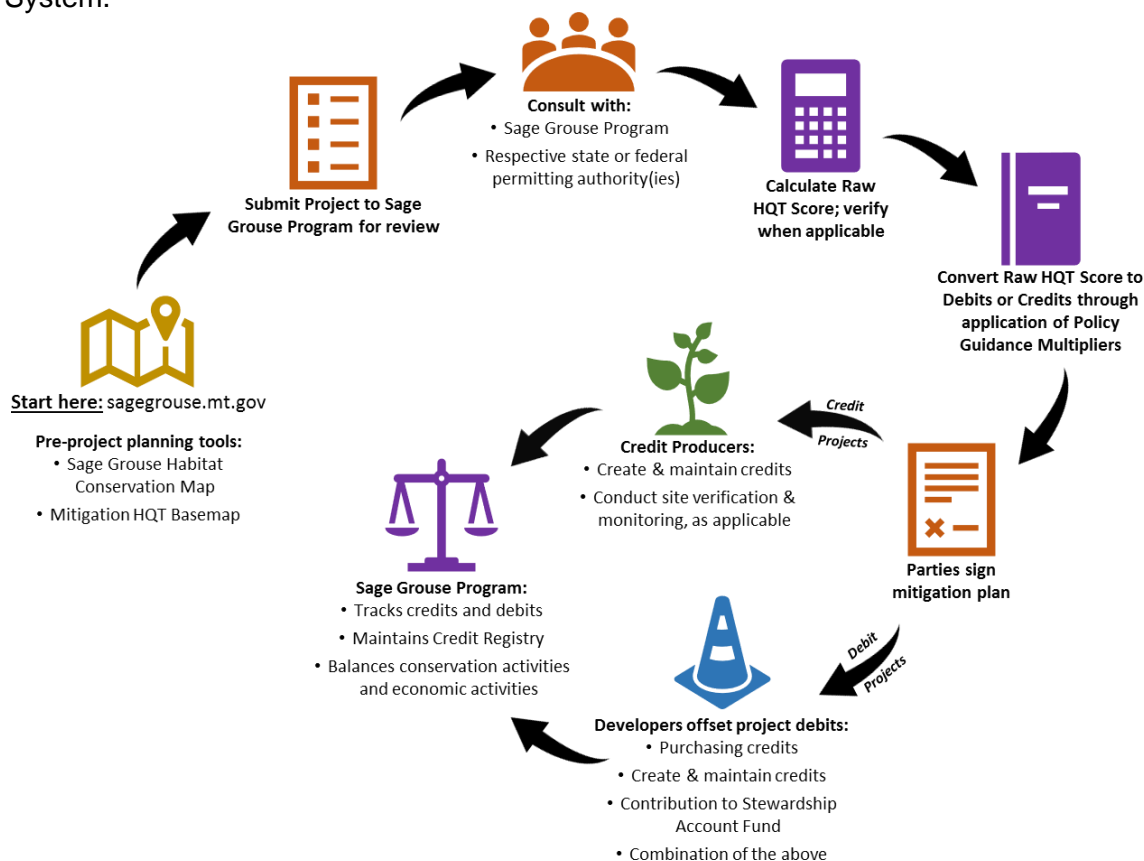 System.
Consult with:
• Sage Grouse Program
• Respective state or federal
permitting authority(ies)
Submit Project to Sage
Grouse Program for review
Calculate Raw
HQT Score; verify
when applicable
Convert Raw HQT Score to
Debits or Credits through
application of Policy
Guidance Multipliers
Start here: sagegrouse.mt.gov
Pre-project planning tools:
• Sage Grouse Habitat
Conservation Map
• Mitigation HQT Basemap
Credit
Projects
Credit Producers:
• Create & maintain credits
• Conduct site verification &
monitoring, as applicable
Parties sign
mitigation plan
Sage Grouse Program:
• Tracks credits and debits
• Maintains Credit Registry
• Balances conservation activities
and economic activities
Debit
Projects
Developers offset project debits:
• Purchasing credits
• Create & maintain credits
• Contribution to Stewardship
Account Fund
• Combination of the above